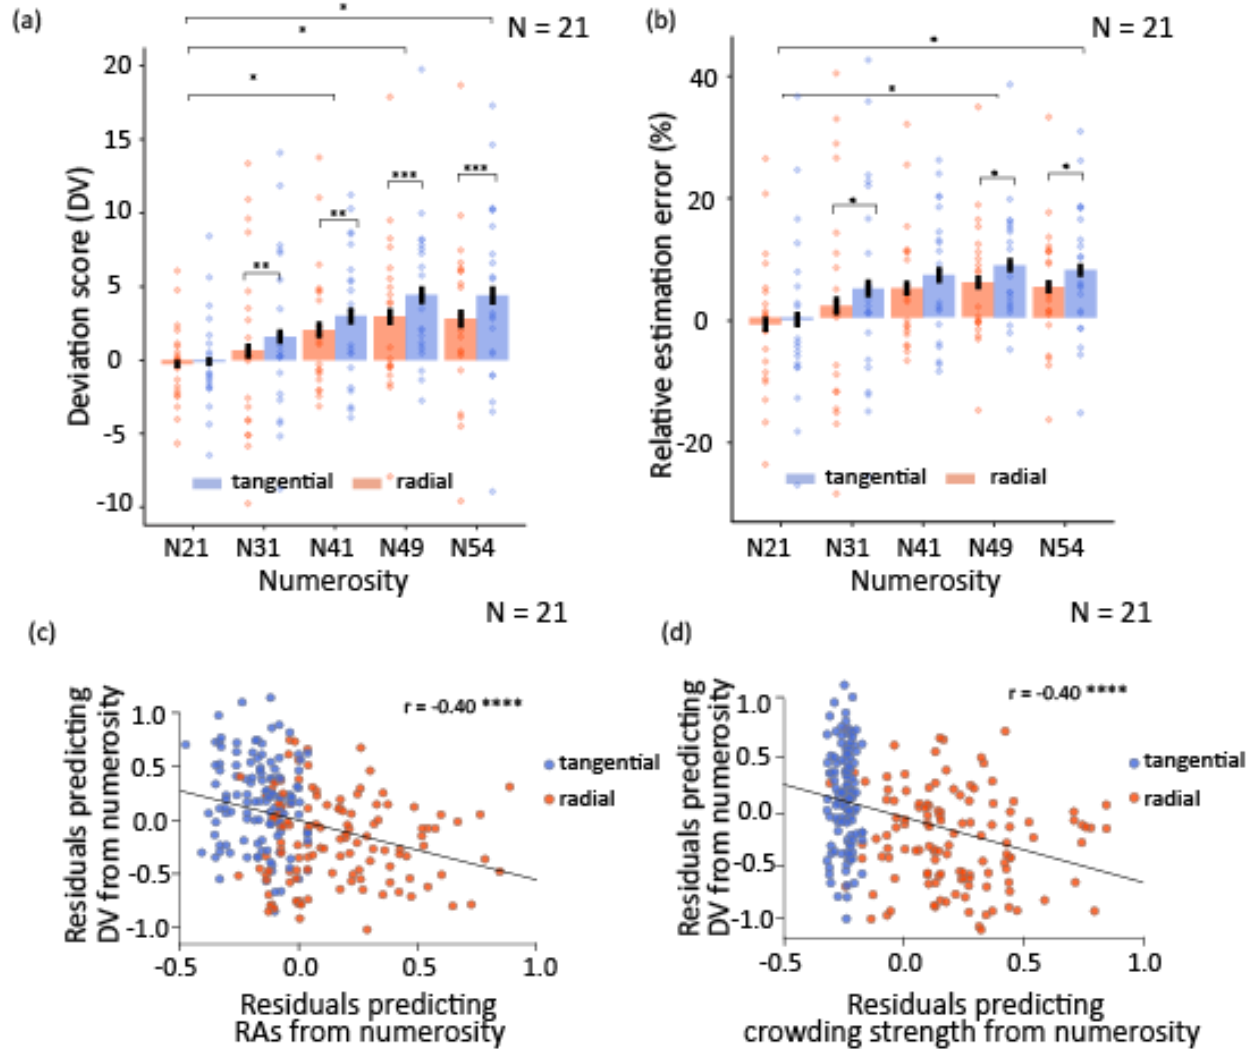 (a)
N = 21
*
*
*
**
**
***
***
Deviation score (DV)
20
15
10
5
0
-5
-10
tangential
radial
N21 N31 N41 N49 N54
Numerosity
(b)
N = 21
*
*
*
*
*
Relative estimation error (%)
40
20
0
-20
tangential
radial
N21 N31 N41 N49 N54
Numerosity
(c)
N = 21
r = -0.40 ****
Residuals predicting
DV from numerosity
1.0
0.5
0.0
-0.5
-1.0
tangential
radial
-0.5 0.0 0.5 1.0
Residuals predicting
RAs from numerosity
(d)
N = 21
r = -0.40 ****
Residuals predicting
DV from numerosity
1.0
0.5
0.0
-0.5
-1.0
tangential
radial
-0.5 0.0 0.5 1.0
Residuals predicting
crowding strength from numerosity